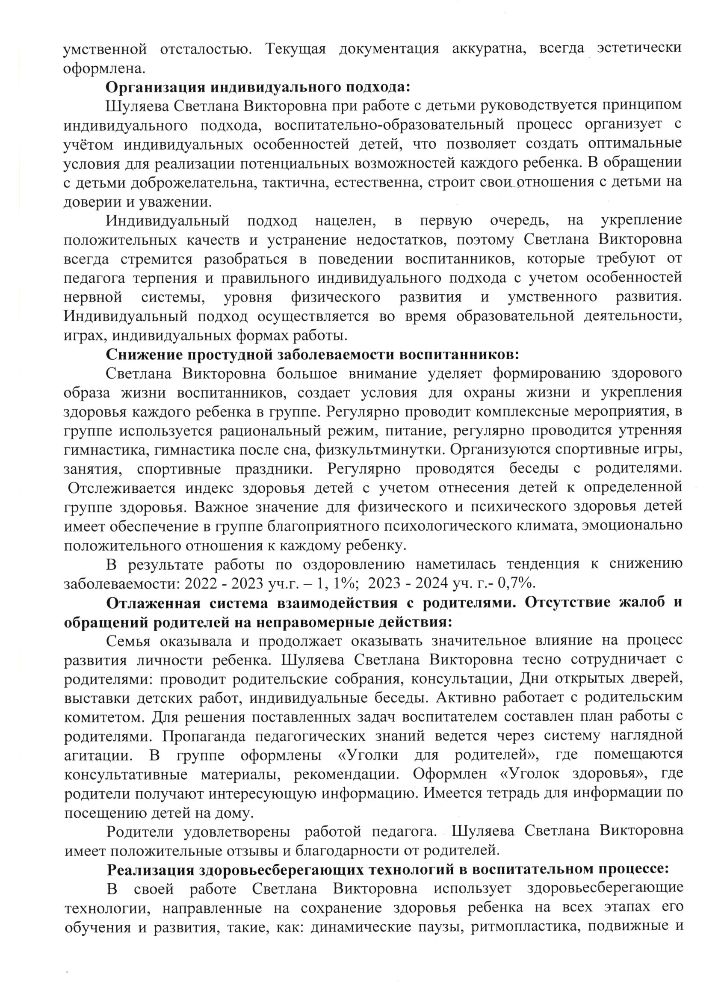 умственной отсталостью. Текущая документация аккуратна, всегда эстетически
оформлена.
Организация индивидуального подхода:
Шуляева Светлана Викторовна при работе с детьми руководствуется принципом
индивидуального подхода, воспитательно-образовательный процесс организует с
учётом индивидуальных особенностей детей, что позволяет создать оптимальные
условия для реализации потенциальных возможностей каждого ребенка. В обращении
с детьми доброжелательна, тактична, естественна, строит свои отношения с детьми на
доверии и уважении.
Индивидуальный подход нацелен, в первую очередь, на укрепление
положительных качеств и устранение недостатков, поэтому Светлана Викторовна
всегда стремится разобраться в поведении воспитанников, которые требуют от
педагога терпения и правильного индивидуального подхода с учетом особенностей
нервной системы, уровня физического развития и умственного развития.
Индивидуальный подход осуществляется во время образовательной деятельности,
играх, индивидуальных формах работы.
Снижение простудной заболеваемости воспитанников:
Светлана Викторовна большое внимание уделяет формированию здорового
образа жизни воспитанников, создает условия для охраны жизни и укрепления
здоровья каждого ребенка в группе. Регулярно проводит комплексные мероприятия, в
группе используется рациональный режим, питание, регулярно проводится утренняя
гимнастика, гимнастика после сна, физкультминутки. Организуются спортивные игры,
занятия, спортивные праздники. Регулярно проводятся беседы с родителями.
Отслеживается индекс здоровья детей с учетом отнесения детей к определенной
группе здоровья. Важное значение для физического и психического здоровья детей
имеет обеспечение в группе благоприятного психологического климата, эмоционально
положительного отношения к каждому ребенку.
В результате работы по оздоровлению наметилась тенденция к снижению
заболеваемости: 2022 - 2023 уч.г. – 1, 1%; 2023 - 2024 уч. г.- 0,7%.
Отлаженная система взаимодействия с родителями. Отсутствие жалоб и
обращений родителей на неправомерные действия:
Семья оказывала и продолжает оказывать значительное влияние на процесс
развития личности ребенка. Шуляева Светлана Викторовна тесно сотрудничает с
родителями: проводит родительские собрания, консультации, Дни открытых дверей,
выставки детских работ, индивидуальные беседы. Активно работает с родительским
комитетом. Для решения поставленных задач воспитателем составлен план работы с
родителями. Пропаганда педагогических знаний ведется через систему наглядной
агитации. В группе оформлены «Уголки для родителей», где помещаются
консультативные материалы, рекомендации. Оформлен «Уголок здоровья», где
родители получают интересующую информацию. Имеется тетрадь для информации по
посещению детей на дому.
Родители удовлетворены работой педагога. Шуляева Светлана Викторовна
имеет положительные отзывы и благодарности от родителей.
Реализация здоровьесберегающих технологий в воспитательном процессе:
В своей работе Светлана Викторовна использует здоровьесберегающие
технологии, направленные на сохранение здоровья ребенка на всех этапах его
обучения и развития, такие, как: динамические паузы, ритмопластика, подвижные и